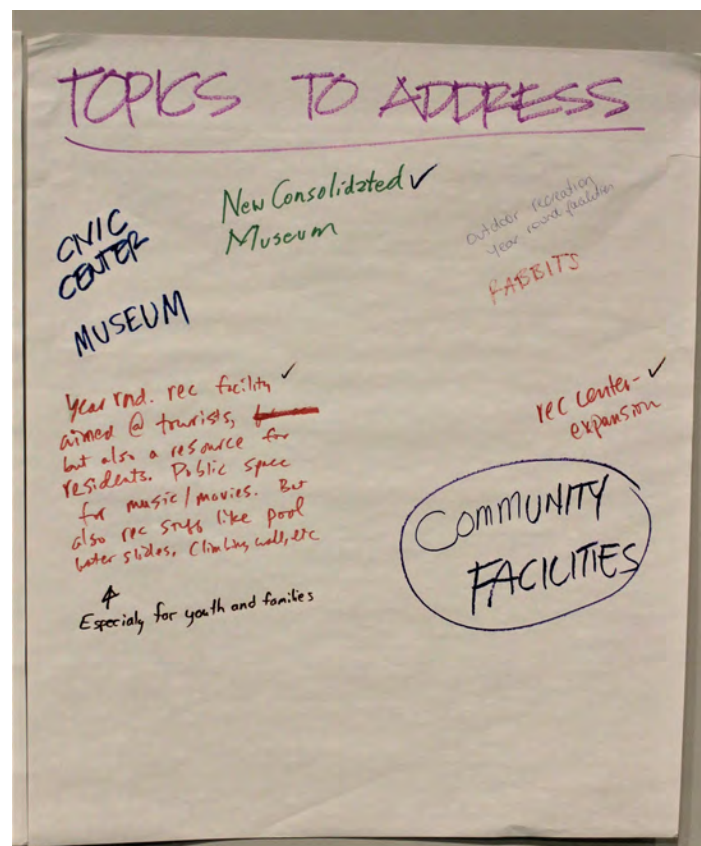 TOPICS TO ADDRESS
CIVIC
CENTER
MUSEUM
New Consolidated ✓
Museum
outdoor recreation
year round facilities
RABBITS
Year rnd. rec facility ✓
aimed @ tourists,
but also a resource for
residents. Public space
for music/movies. But
also rec stuff like pool
water slides, Climbing wall, etc
↑
Especialy for youth and families
rec center- ✓
expansion
COMMUNITY
FACILITIES